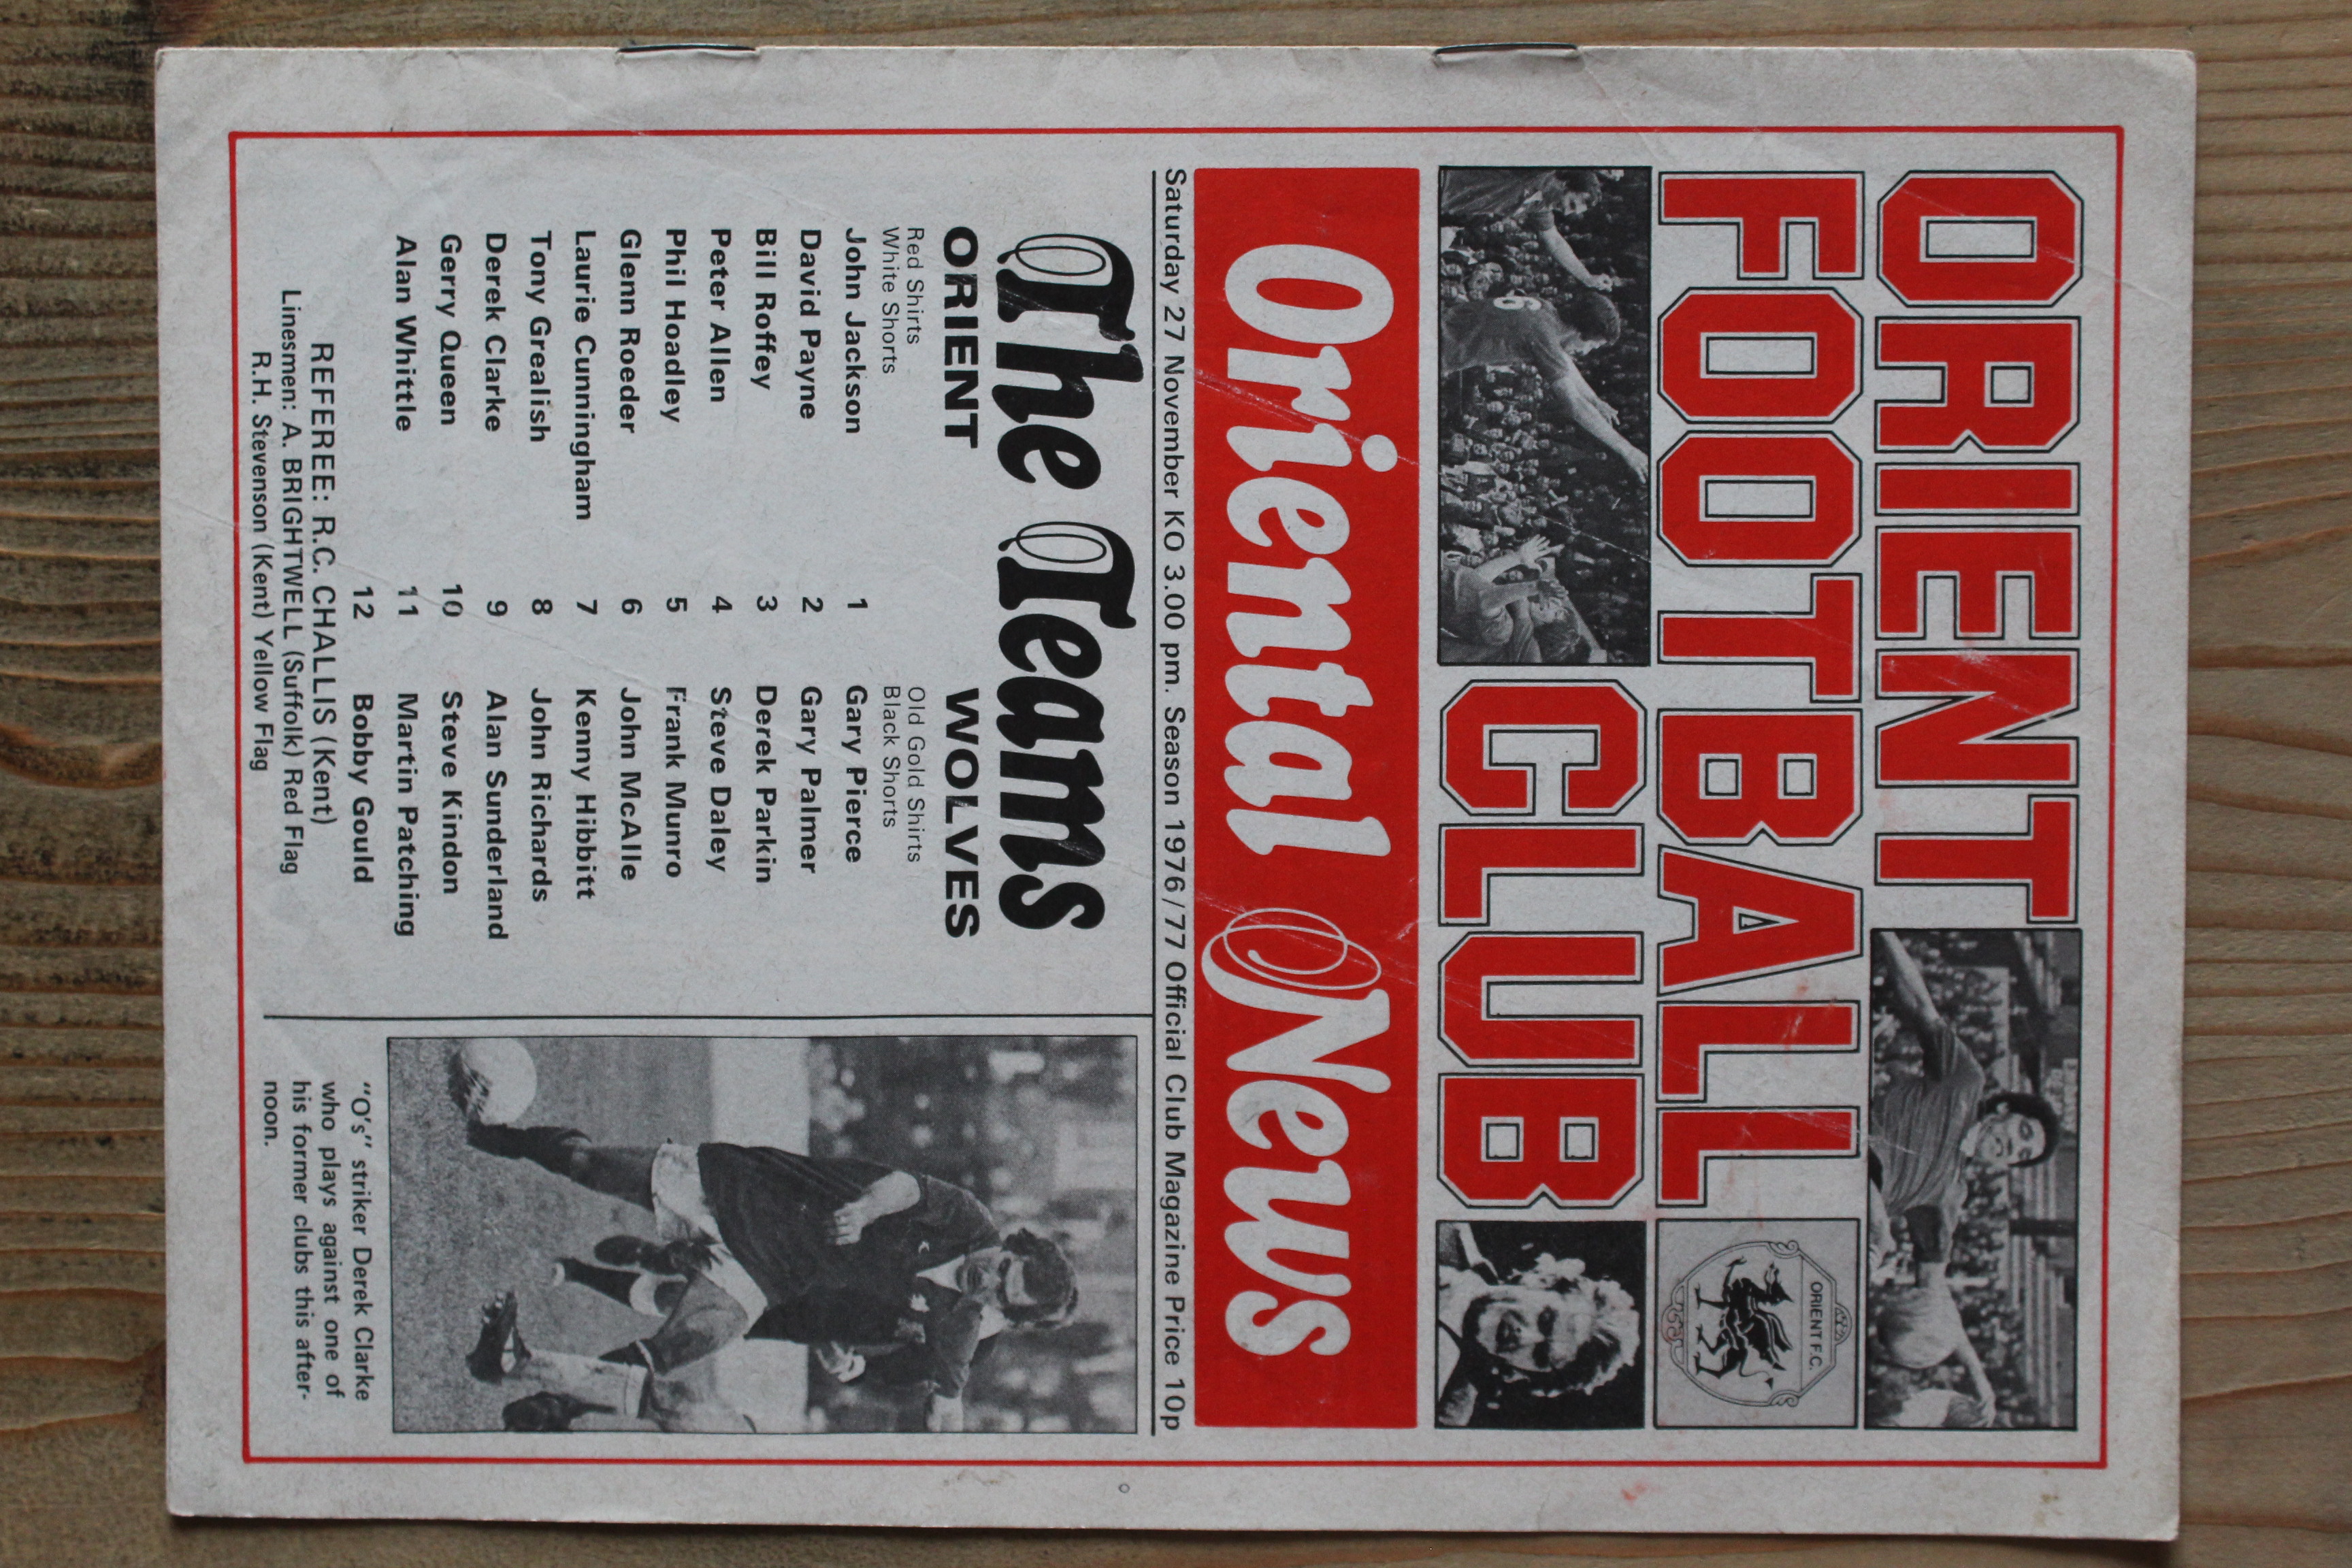 ORIENT
FOOTBALL
ORIENT F.C.
CLUB
Oriental News
Saturday 27 November KO 3.00 pm. Season 1976/77 Official Club Magazine Price 10p
The Teams
ORIENT WOLVES
Red Shirts Old Gold Shirts
White Shorts Black Shorts
John Jackson 1 Gary Pierce
David Payne 2 Gary Palmer
Bill Roffey 3 Derek Parkin
Peter Allen 4 Steve Daley
Phil Hoadley 5 Frank Munro
Glenn Roeder 6 John McAlle
Laurie Cunningham 7 Kenny Hibbitt
Tony Grealish 8 John Richards
Derek Clarke 9 Alan Sunderland
Gerry Queen 10 Steve Kindon
Alan Whittle 11 Martin Patching
12 Bobby Gould
REFEREE: R.C. CHALLIS (Kent)
Linesmen: A. BRIGHTWELL (Suffolk) Red Flag
R.H. Stevenson (Kent) Yellow Flag
"O's" striker Derek Clarke
who plays against one of
his former clubs this after-
noon.
9